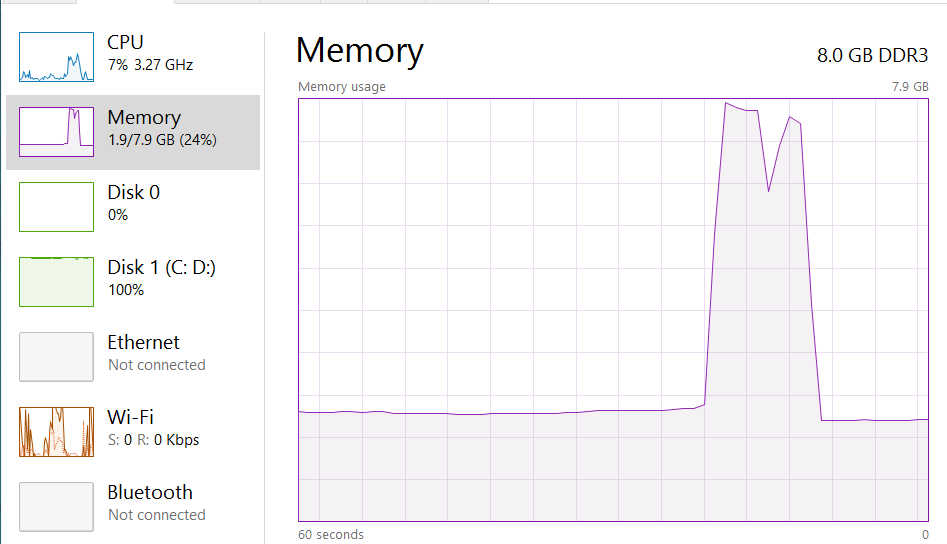 CPU
7% 3.27 GHz
Memory
1.9/7.9 GB (24%)
Disk 0
0%
Disk 1 (C: D:)
100%
Ethernet
Not connected
Wi-Fi
S: 0 R: 0 Kbps
Bluetooth
Not connected
Memory
8.0 GB DDR3
Memory usage
7.9 GB
60 seconds
0